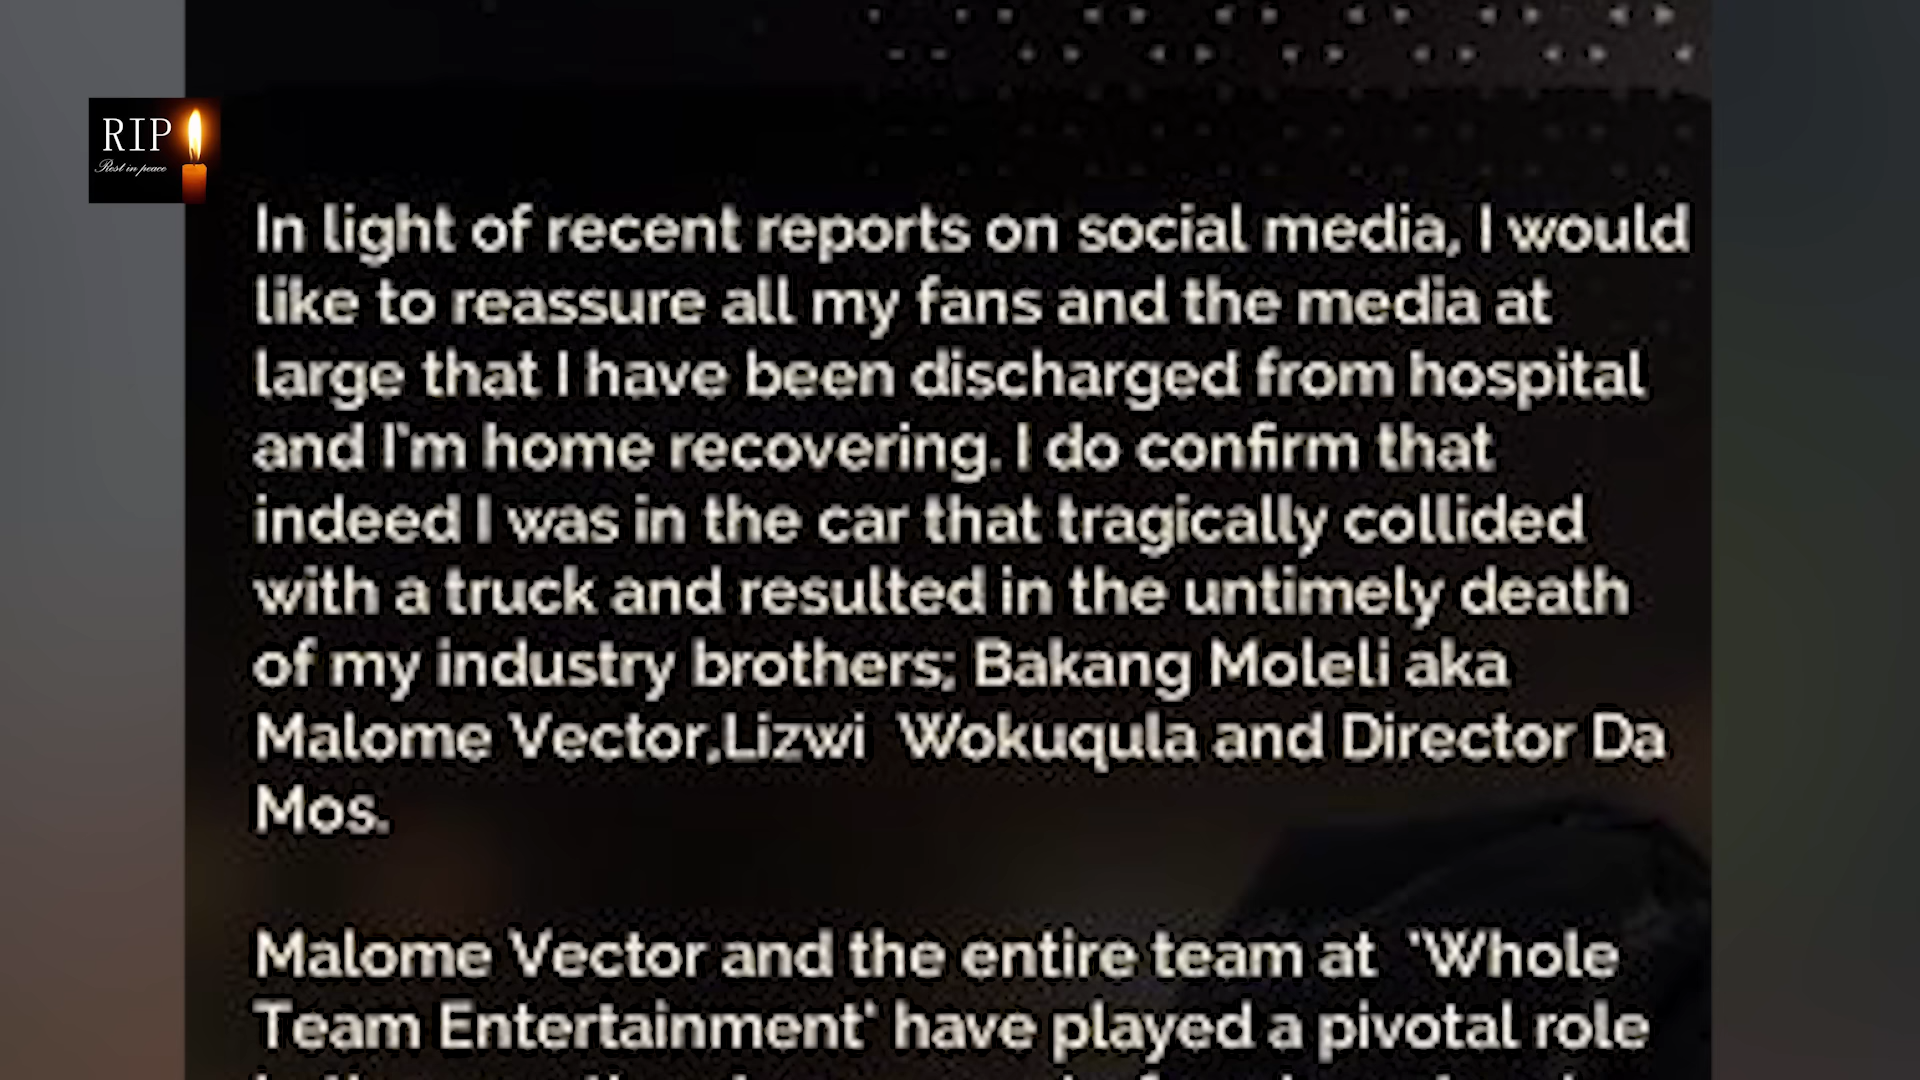 RIP
Rest in peace
In light of recent reports on social media, I would
like to reassure all my fans and the media at
large that I have been discharged from hospital
and I'm home recovering. I do confirm that
indeed I was in the car that tragically collided
with a truck and resulted in the untimely death
of my industry brothers; Bakang Moleli aka
Malome Vector,Lizwi Wokuqula and Director Da
Mos.
Malome Vector and the entire team at 'Whole
Team Entertainment' have played a pivotal role